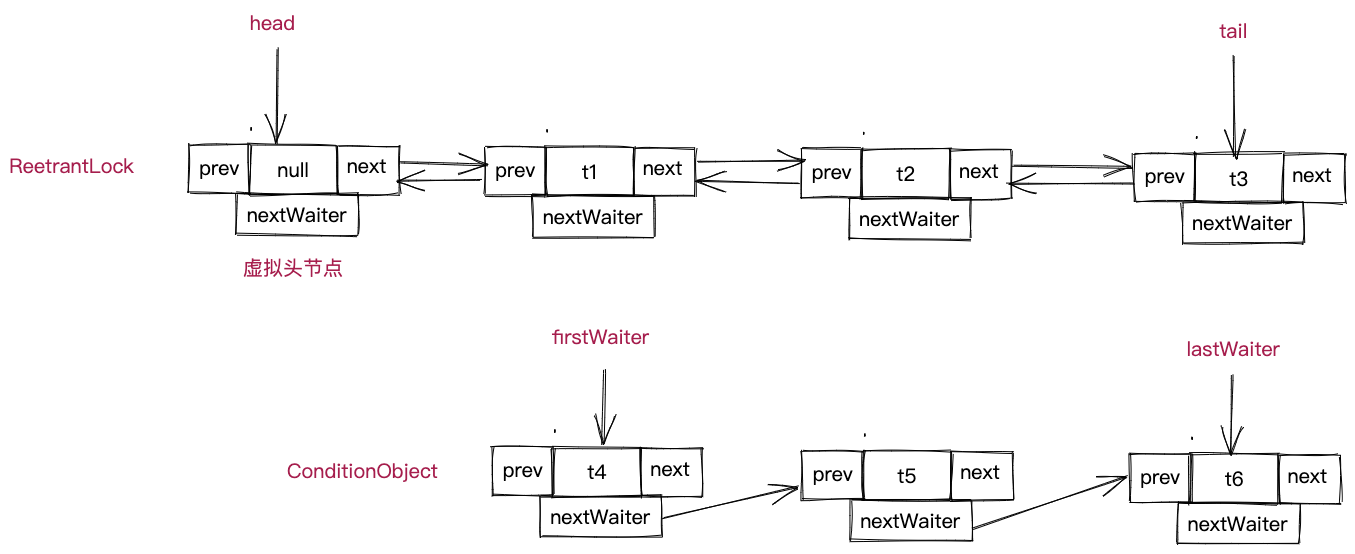 head
tail
ReetrantLock
prev null next
nextWaiter
prev t1 next
nextWaiter
prev t2 next
nextWaiter
prev t3 next
nextWaiter
虚拟头节点
firstWaiter
lastWaiter
ConditionObject
prev t4 next
nextWaiter
prev t5 next
nextWaiter
prev t6 next
nextWaiter